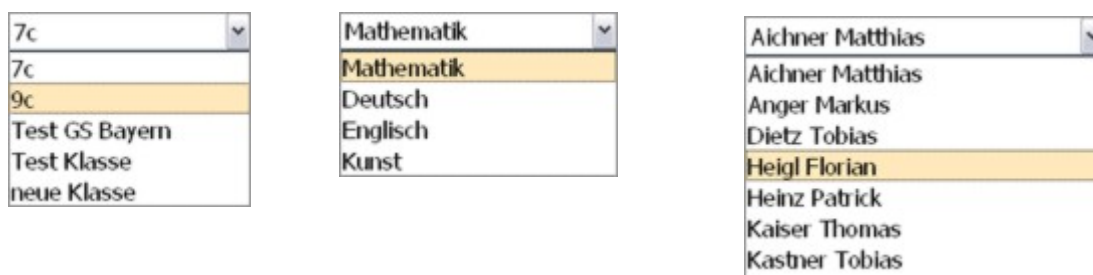 7c
7c
9c
Test GS Bayern
Test Klasse
neue Klasse
Mathematik
Mathematik
Deutsch
Englisch
Kunst
Aichner Matthias
Aichner Matthias
Anger Markus
Dietz Tobias
Heigl Florian
Heinz Patrick
Kaiser Thomas
Kastner Tobias